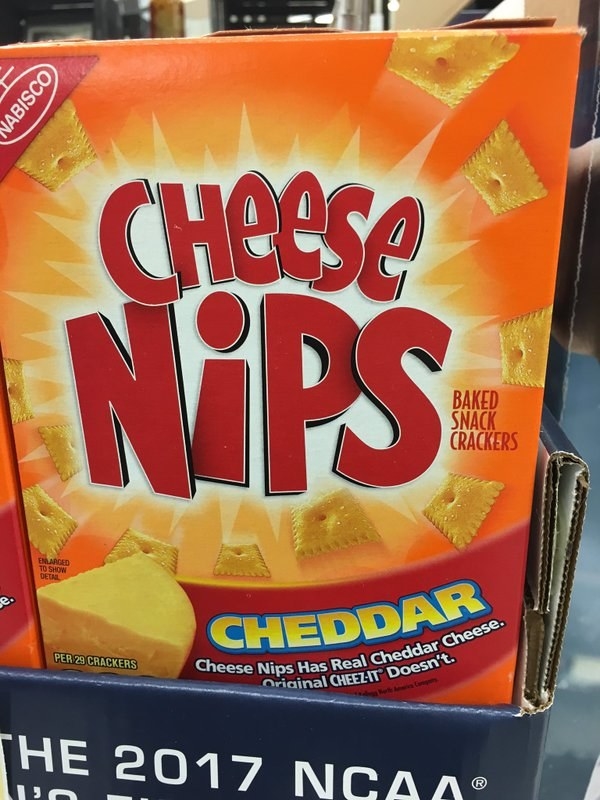 NABISCO
CHeese
NiPS
BAKED
SNACK
CRACKERS
ENLARGED
TO SHOW
DETAIL
CHEDDAR
Cheese Nips Has Real Cheddar Cheese.
Original CHEEZ-IT® Doesn't.
PER 29 CRACKERS
THE 2017 NCAA®